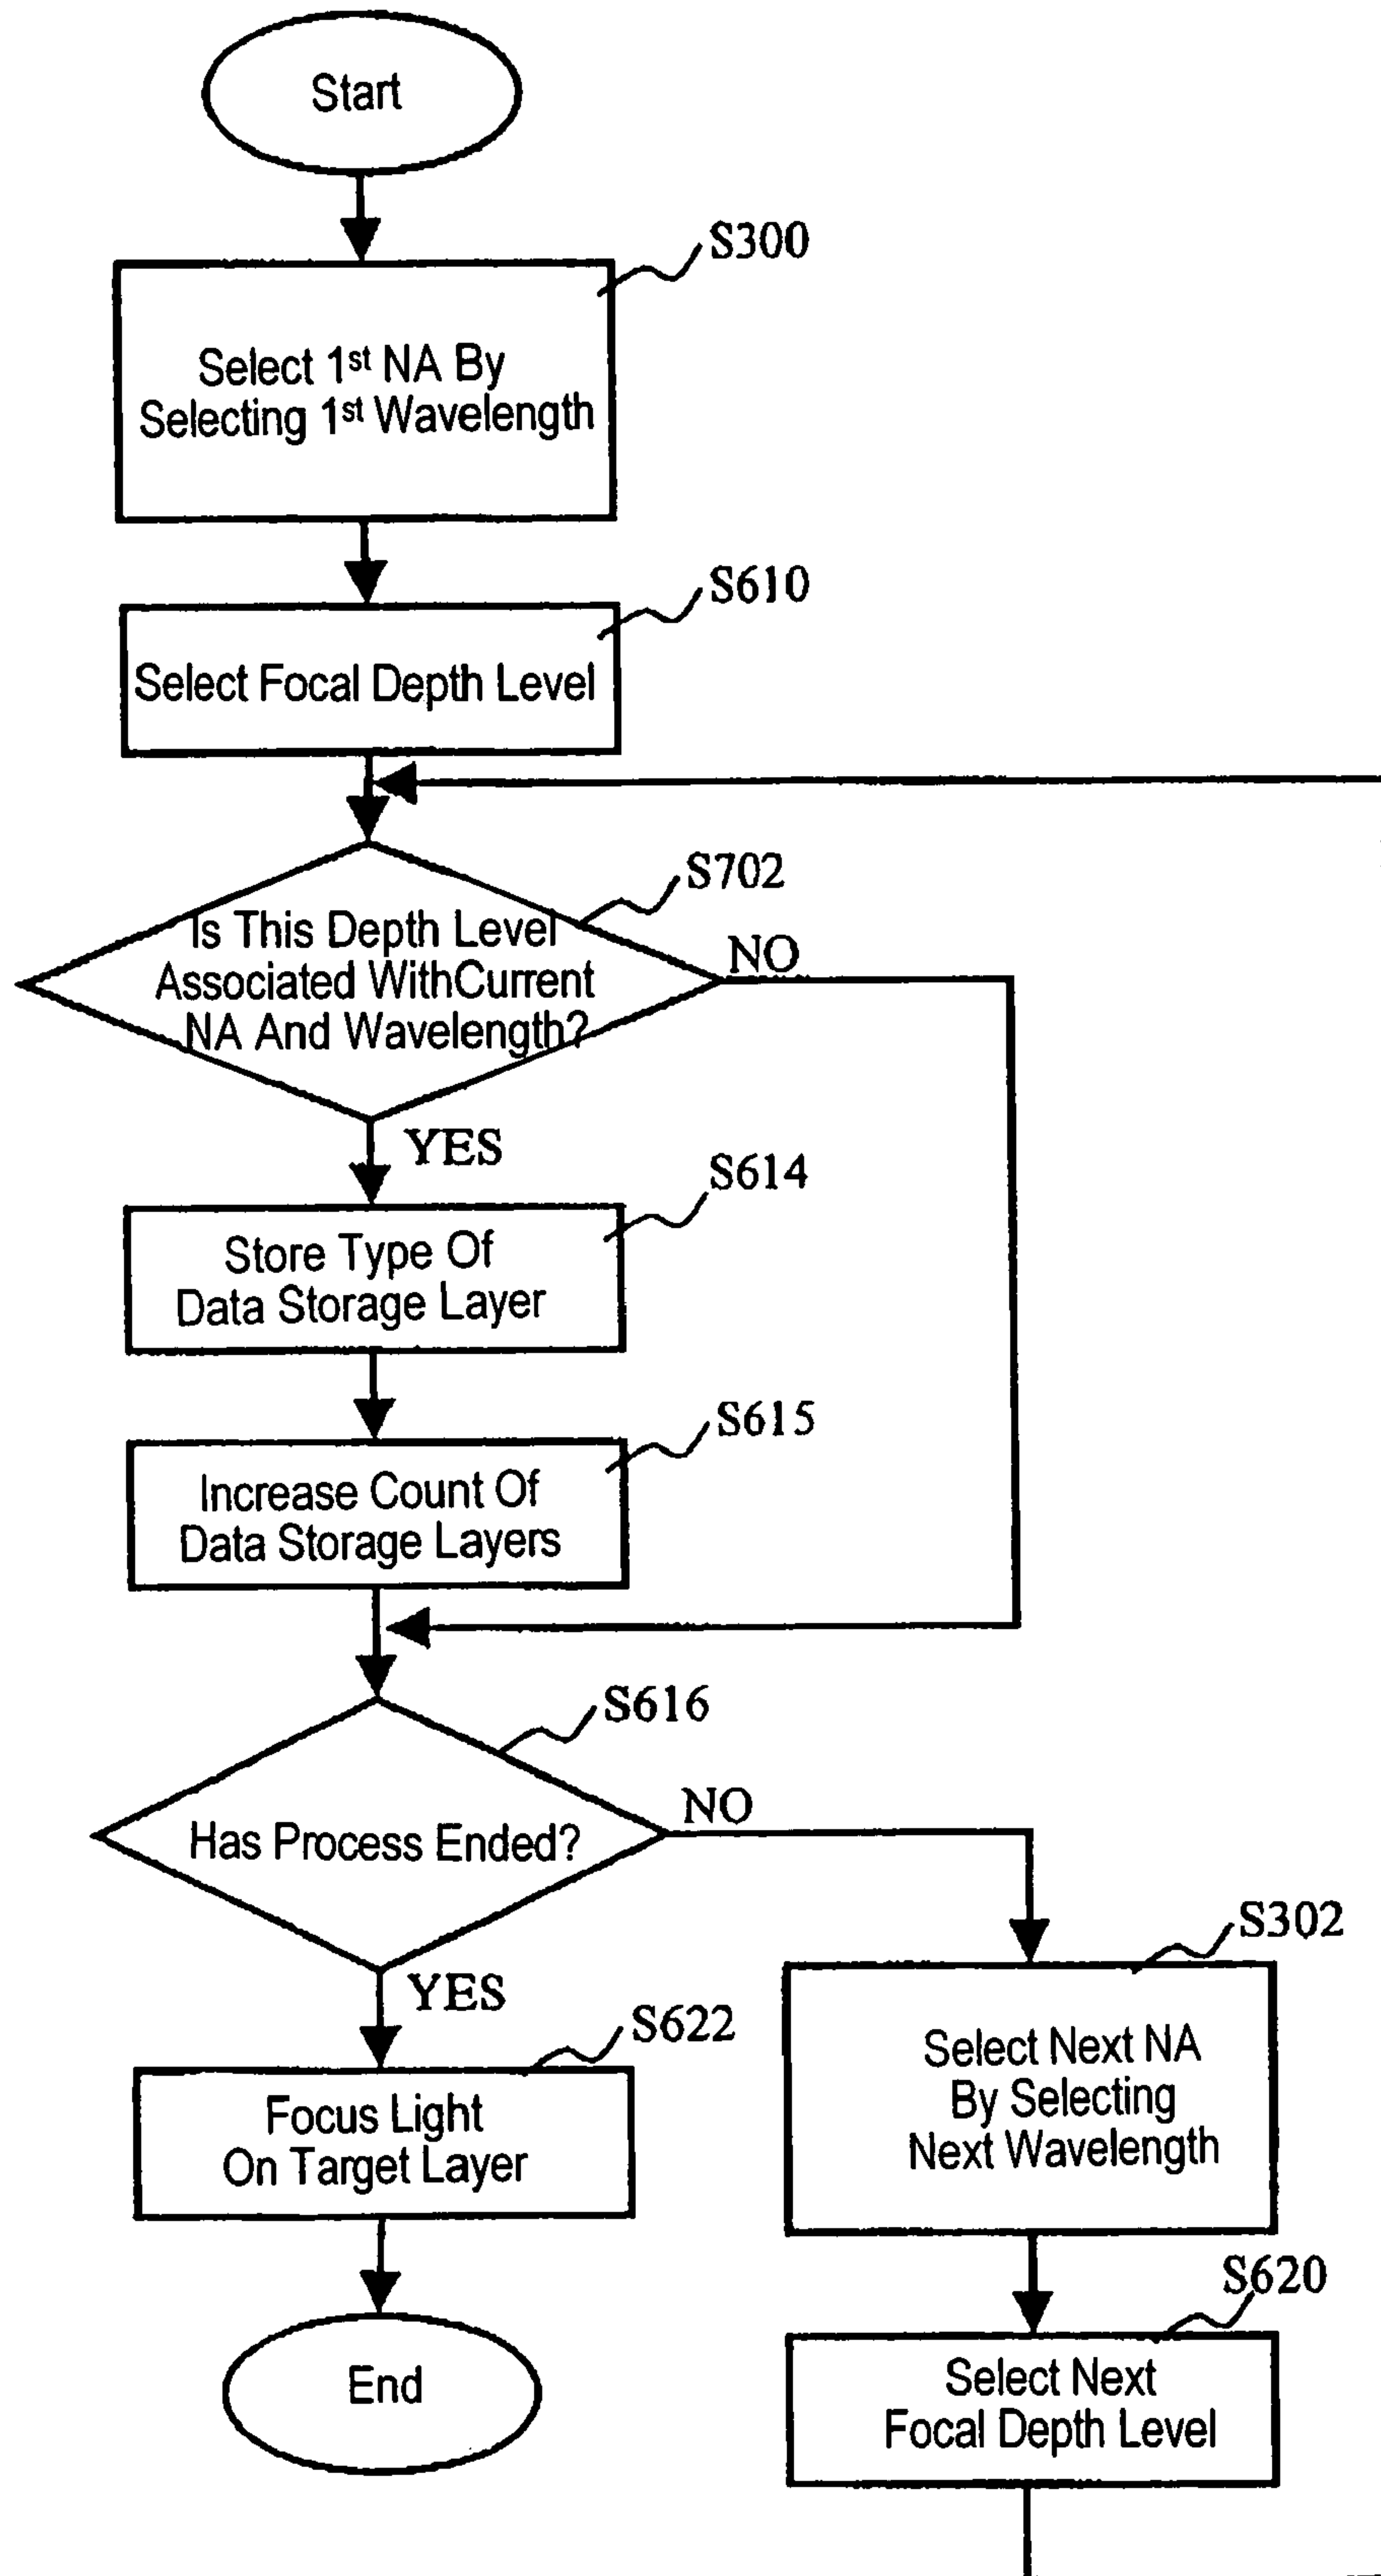 Start
S300
Select 1st NA By
Selecting 1st Wavelength
S610
Select Focal Depth Level
S702
Is This Depth Level
Associated WithCurrent
NA And Wavelength?
NO
YES
S614
Store Type Of
Data Storage Layer
S615
Increase Count Of
Data Storage Layers
S616
Has Process Ended?
NO
YES
S302
Select Next NA
By Selecting
Next Wavelength
S622
Focus Light
On Target Layer
S620
Select Next
Focal Depth Level
End